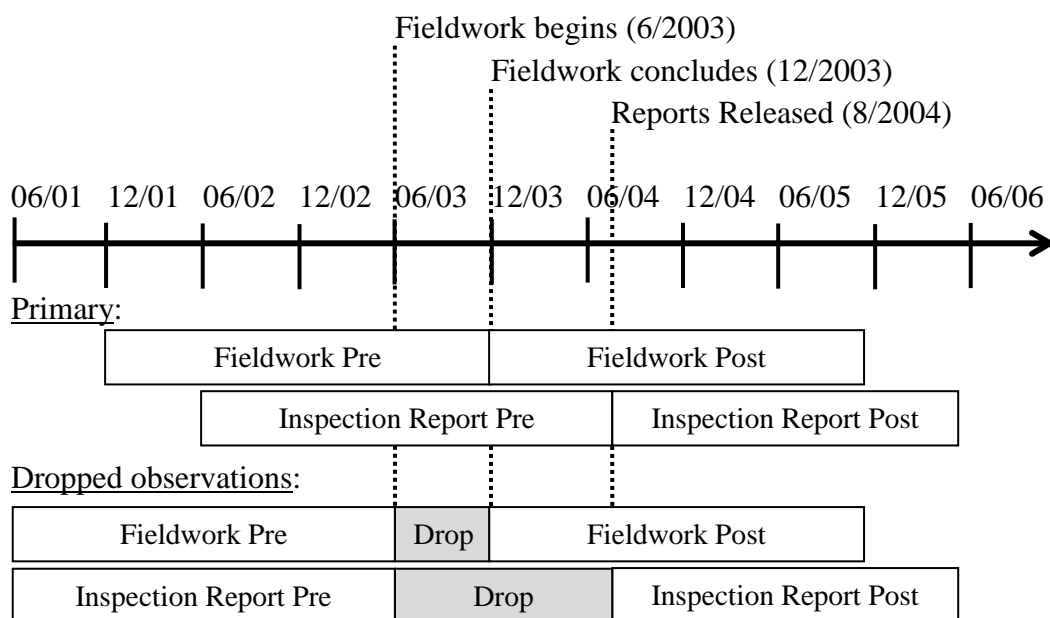 Fieldwork begins (6/2003)
Fieldwork concludes (12/2003)
Reports Released (8/2004)
06/01 12/01 06/02 12/02 06/03 12/03 06/04 12/04 06/05 12/05 06/06
Primary:
Fieldwork Pre Fieldwork Post
Inspection Report Pre Inspection Report Post
Dropped observations:
Fieldwork Pre Drop Fieldwork Post
Inspection Report Pre Drop Inspection Report Post